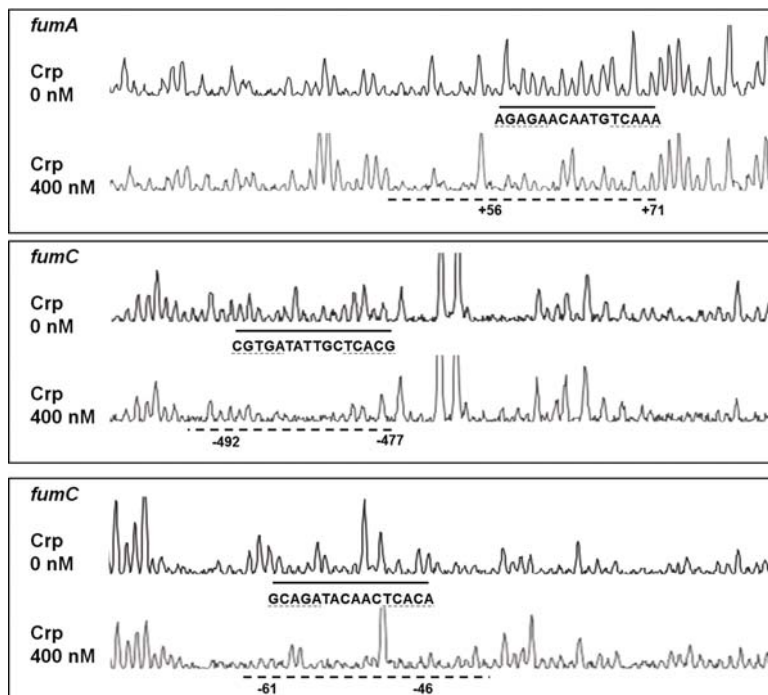 fumA
Crp
0 nM
AGAGAACAATGTCAAA
Crp
400 nM
+56 +71
fumC
Crp
0 nM
CGTGATATTGCTCACG
Crp
400 nM
-492 -477
fumC
Crp
0 nM
GCAGATACAACTCACA
Crp
400 nM
-61 -46